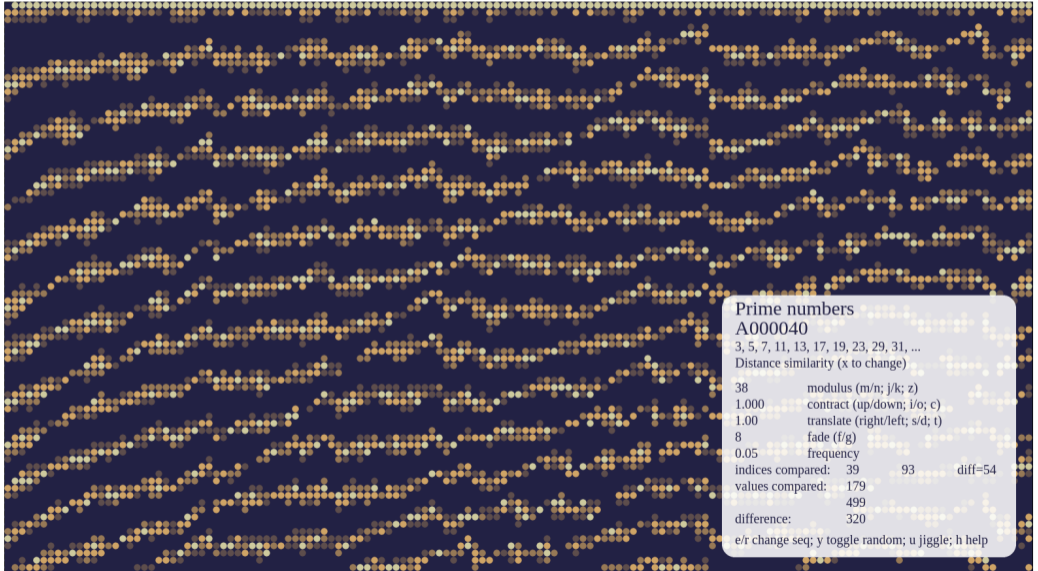 Prime numbers
A000040
3, 5, 7, 11, 13, 17, 19, 23, 29, 31, ...
Distance similarity (x to change)
38 modulus (m/n; j/k; z)
1.000 contract (up/down; i/o; c)
1.00 translate (right/left; s/d; t)
8 fade (f/g)
0.05 frequency
indices compared: 39 93 diff=54
values compared: 179
499
difference: 320
e/r change seq; y toggle random; u jiggle; h help